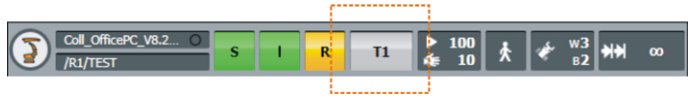 Coll_OfficePC_V8.2...
/R1/TEST
S
I
R
T1
100
10
W3
B2
∞